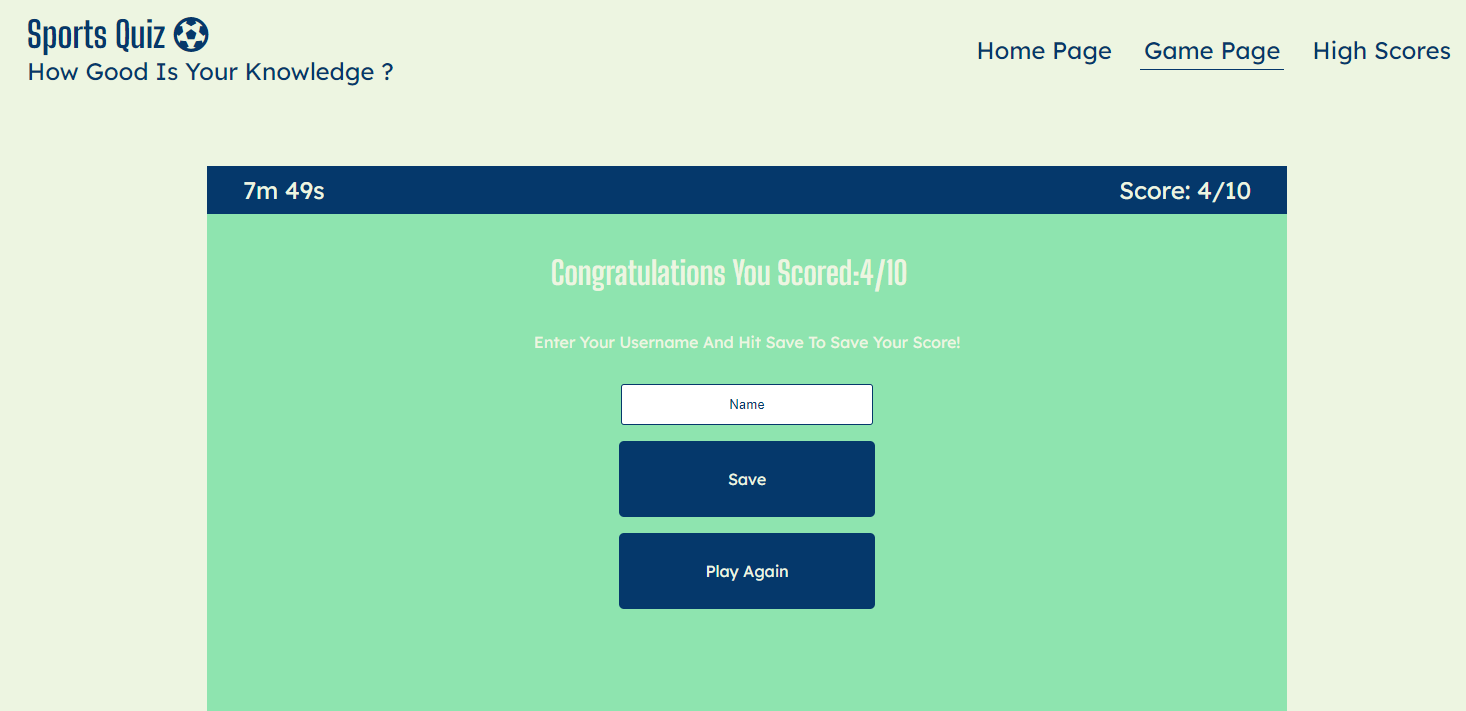 Sports Quiz
How Good Is Your Knowledge ?
Home Page
Game Page
High Scores
7m 49s
Score: 4/10
Congratulations You Scored:4/10
Enter Your Username And Hit Save To Save Your Score!
Name
Save
Play Again